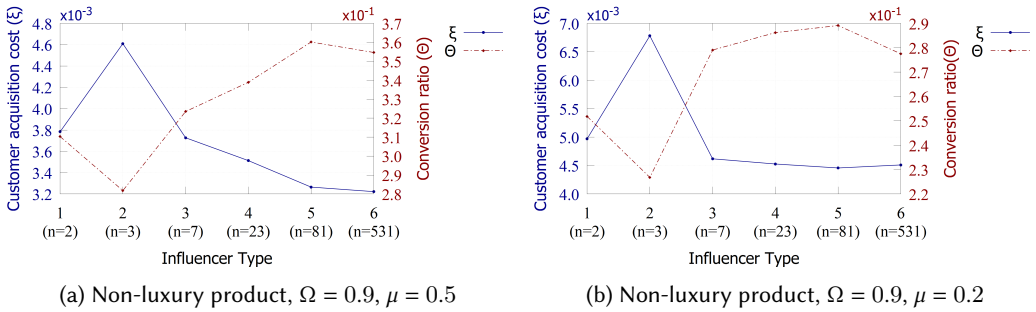 x10⁻³
x10⁻¹
Customer acquisition cost (ξ)
4.8
4.6
4.4
4.2
4.0
3.8
3.6
3.4
3.2
3.7
3.6
3.5
3.4
3.3
3.2
3.1
3.0
2.9
2.8
Conversion ratio (Θ)
ξ
Θ
1 2 3 4 5 6
(n=2) (n=3) (n=7) (n=23) (n=81) (n=531)
Influencer Type
(a) Non-luxury product, Ω = 0.9, μ = 0.5
x10⁻³
x10⁻¹
Customer acquisition cost (ξ)
7.0
6.5
6.0
5.5
5.0
4.5
4.0
2.9
2.8
2.7
2.6
2.5
2.4
2.3
2.2
Conversion ratio(Θ)
ξ
Θ
1 2 3 4 5 6
(n=2) (n=3) (n=7) (n=23) (n=81) (n=531)
Influencer Type
(b) Non-luxury product, Ω = 0.9, μ = 0.2